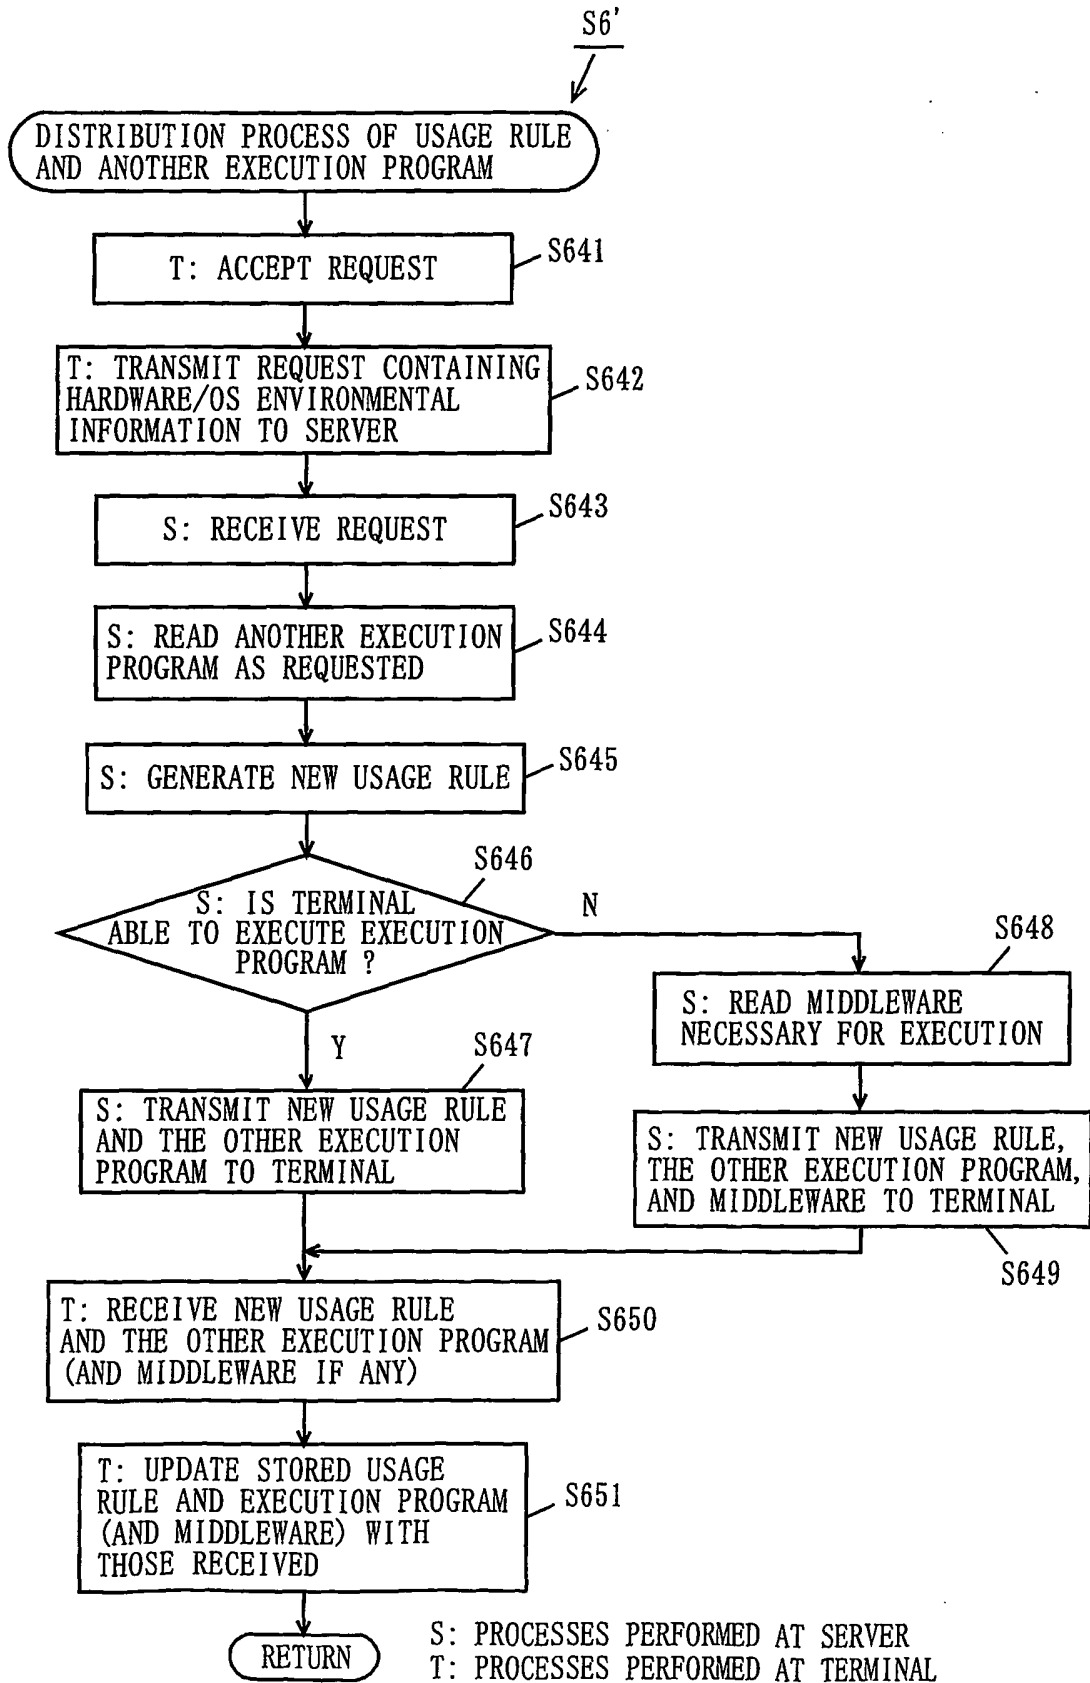 S6'
DISTRIBUTION PROCESS OF USAGE RULE
AND ANOTHER EXECUTION PROGRAM
T: ACCEPT REQUEST
S641
T: TRANSMIT REQUEST CONTAINING
HARDWARE/OS ENVIRONMENTAL
INFORMATION TO SERVER
S642
S: RECEIVE REQUEST
S643
S: READ ANOTHER EXECUTION
PROGRAM AS REQUESTED
S644
S: GENERATE NEW USAGE RULE
S645
S: IS TERMINAL
ABLE TO EXECUTE EXECUTION
PROGRAM ?
S646
N
Y
S: READ MIDDLEWARE
NECESSARY FOR EXECUTION
S648
S: TRANSMIT NEW USAGE RULE
AND THE OTHER EXECUTION
PROGRAM TO TERMINAL
S647
S: TRANSMIT NEW USAGE RULE,
THE OTHER EXECUTION PROGRAM,
AND MIDDLEWARE TO TERMINAL
S649
T: RECEIVE NEW USAGE RULE
AND THE OTHER EXECUTION PROGRAM
(AND MIDDLEWARE IF ANY)
S650
T: UPDATE STORED USAGE
RULE AND EXECUTION PROGRAM
(AND MIDDLEWARE) WITH
THOSE RECEIVED
S651
RETURN
S: PROCESSES PERFORMED AT SERVER
T: PROCESSES PERFORMED AT TERMINAL